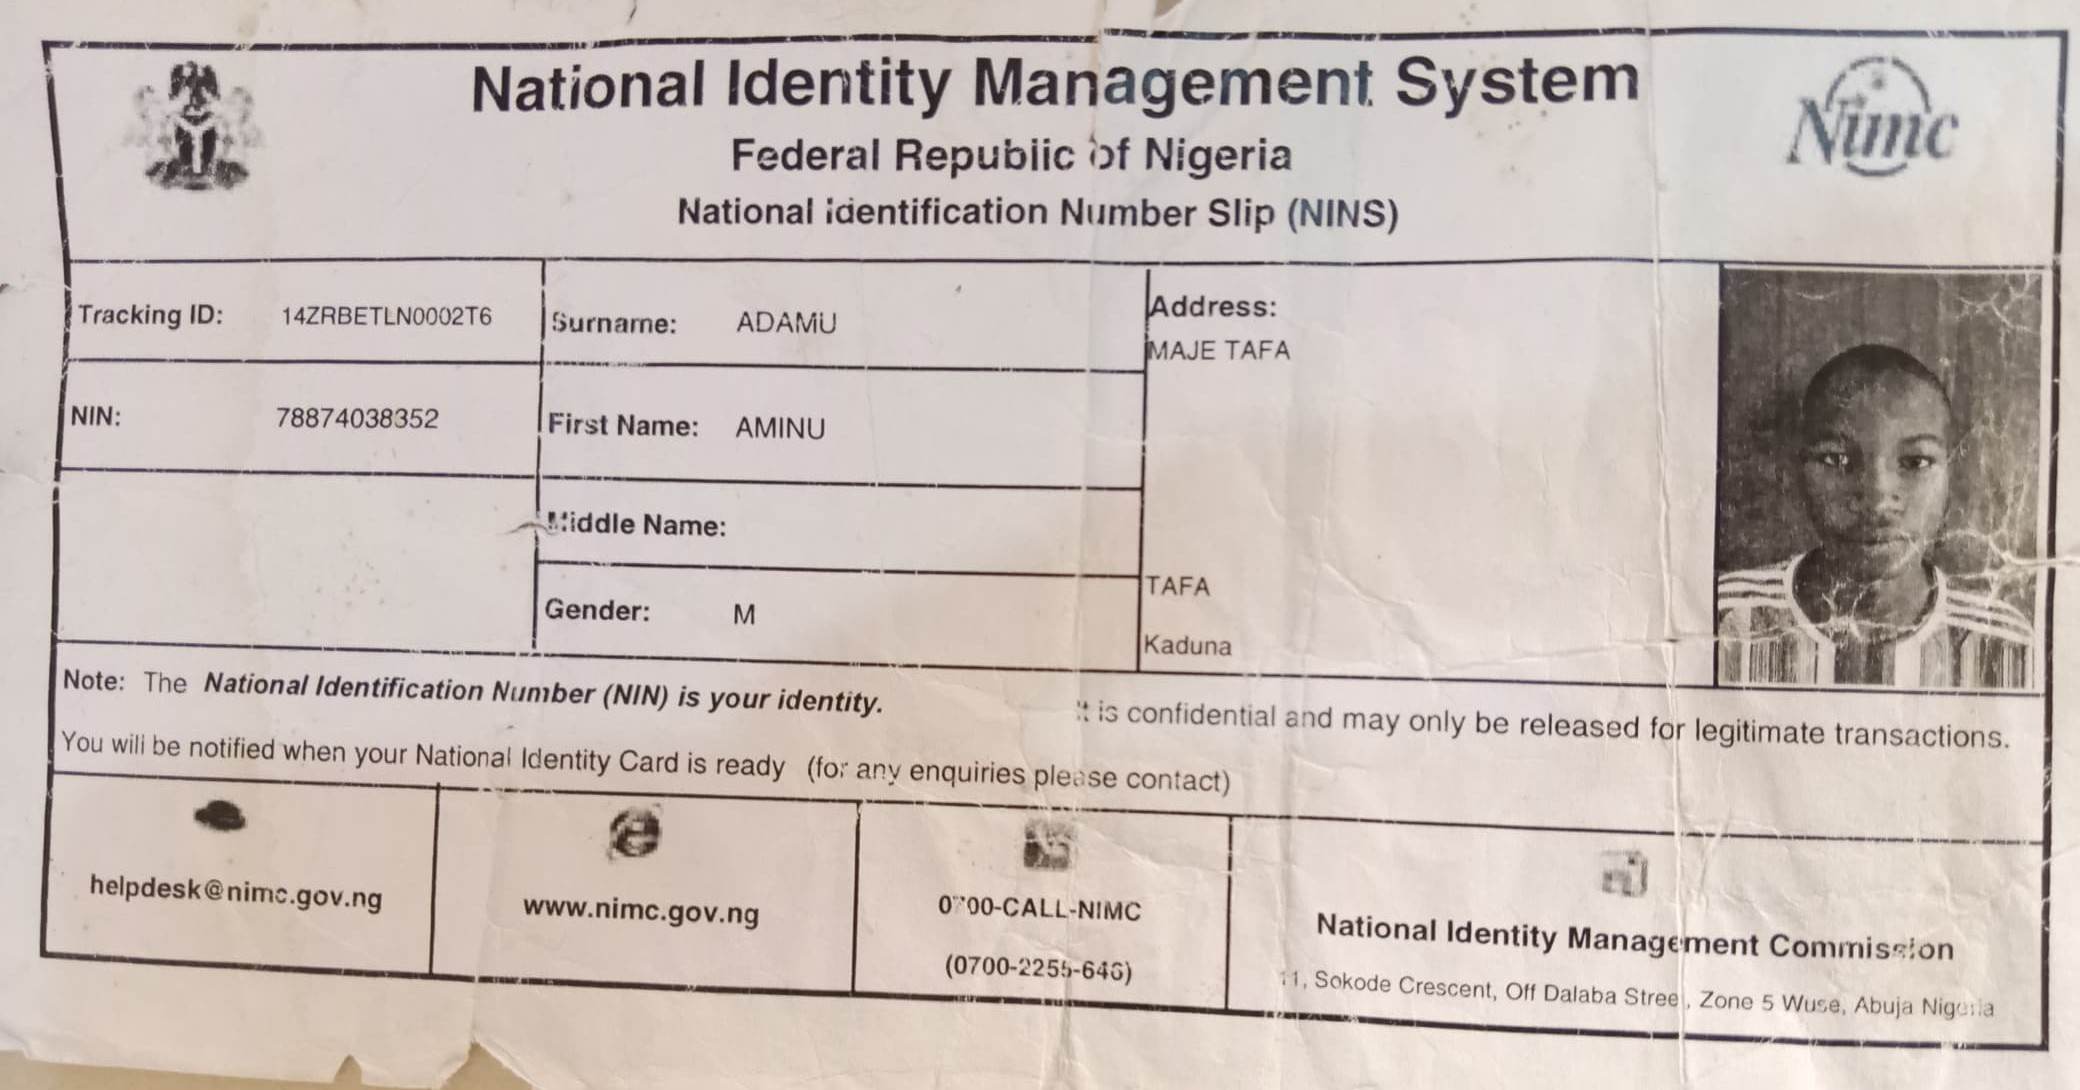 National Identity Management System
Federal Republic of Nigeria
National Identification Number Slip (NINS)
Nimc
Tracking ID: 14ZRBETLN0002T6
Surname: ADAMU
Address:
MAJE TAFA
NIN: 78874038352
First Name: AMINU
Middle Name:
TAFA
Gender: M
Kaduna
Note: The National Identification Number (NIN) is your identity. It is confidential and may only be released for legitimate transactions.
You will be notified when your National Identity Card is ready (for any enquiries please contact)
helpdesk@nimc.gov.ng
www.nimc.gov.ng
0700-CALL-NIMC
(0700-2255-646)
National Identity Management Commission
11, Sokode Crescent, Off Dalaba Street, Zone 5 Wuse, Abuja Nigeria